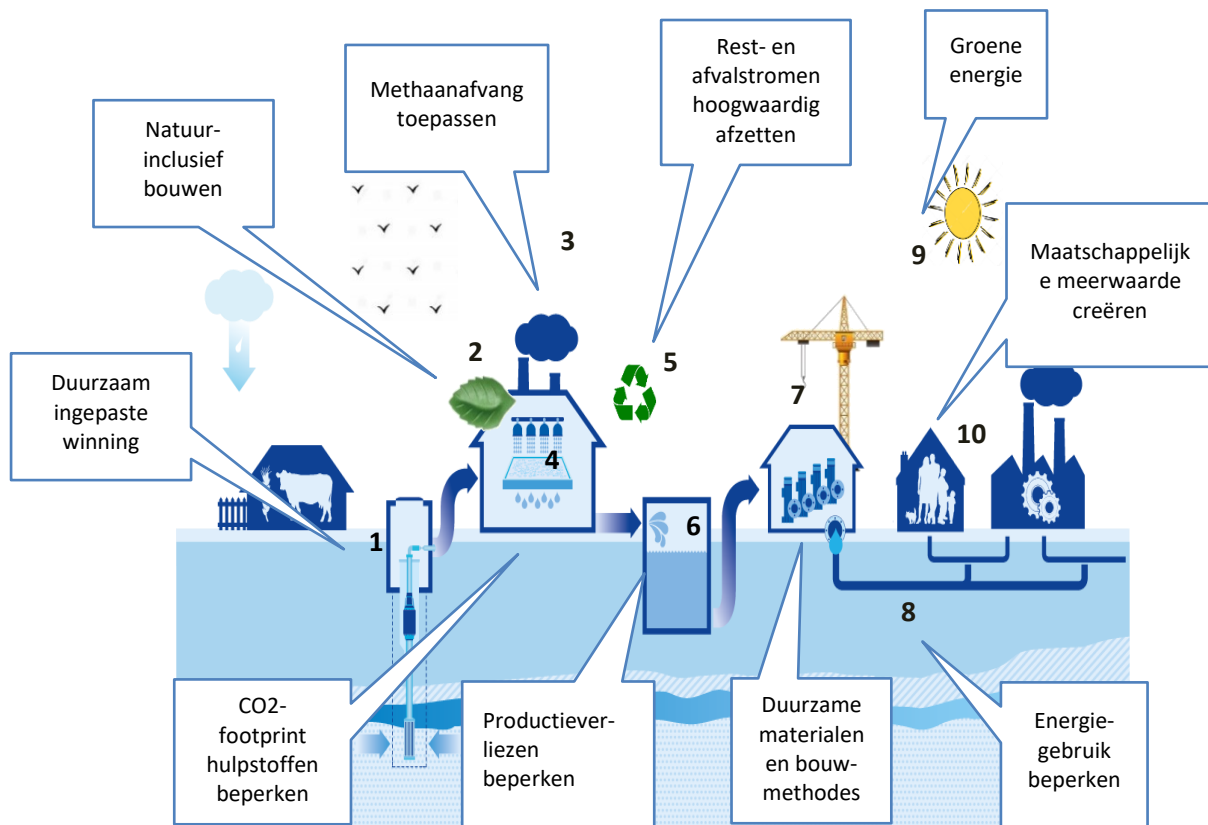 Natuur-
inclusief
bouwen
Methaanafvang
toepassen
Rest- en
afvalstromen
hoogwaardig
afzetten
Groene
energie
3
9
Maatschappelijk
e meerwaarde
creëren
2
5
7
Duurzaam
ingepaste
winning
4
10
1
6
8
CO2-
footprint
hulpstoffen
beperken
Productiever-
liezen
beperken
Duurzame
materialen
en bouw-
methodes
Energie-
gebruik
beperken